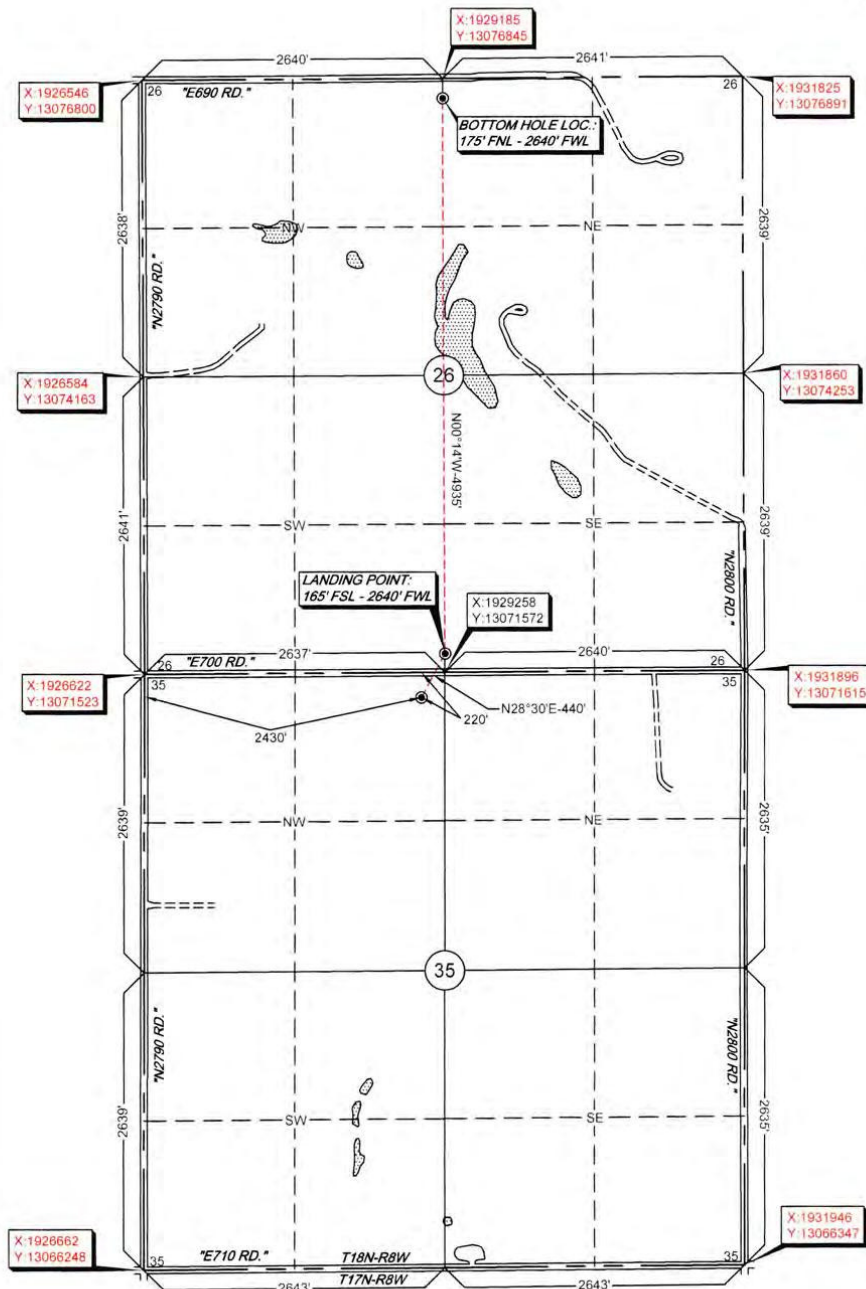 X:1929185
Y:13076845
2640'
2641'
X:1926546
Y:13076800
26
"E690 RD."
26
X:1931825
Y:13076891
BOTTOM HOLE LOC.:
175' FNL - 2640' FWL
2638'
"N2790 RD."
NW
NE
2639'
X:1926584
Y:13074163
26
X:1931860
Y:13074253
N00°14'W-4935'
2641'
SW
SE
2639'
"N2800 RD."
LANDING POINT:
165' FSL - 2640' FWL
X:1929258
Y:13071572
"E700 RD."
2637'
2640'
26
26
X:1926622
Y:13071523
35
35
X:1931896
Y:13071615
2430'
220'
N28°30'E-440'
2639'
NW
NE
2635'
35
"N2790 RD."
"N2800 RD."
2639'
SW
SE
2635'
X:1926662
Y:13066248
35
"E710 RD."
T18N-R8W
35
X:1931946
Y:13066347
2643'
T17N-R8W
2643'